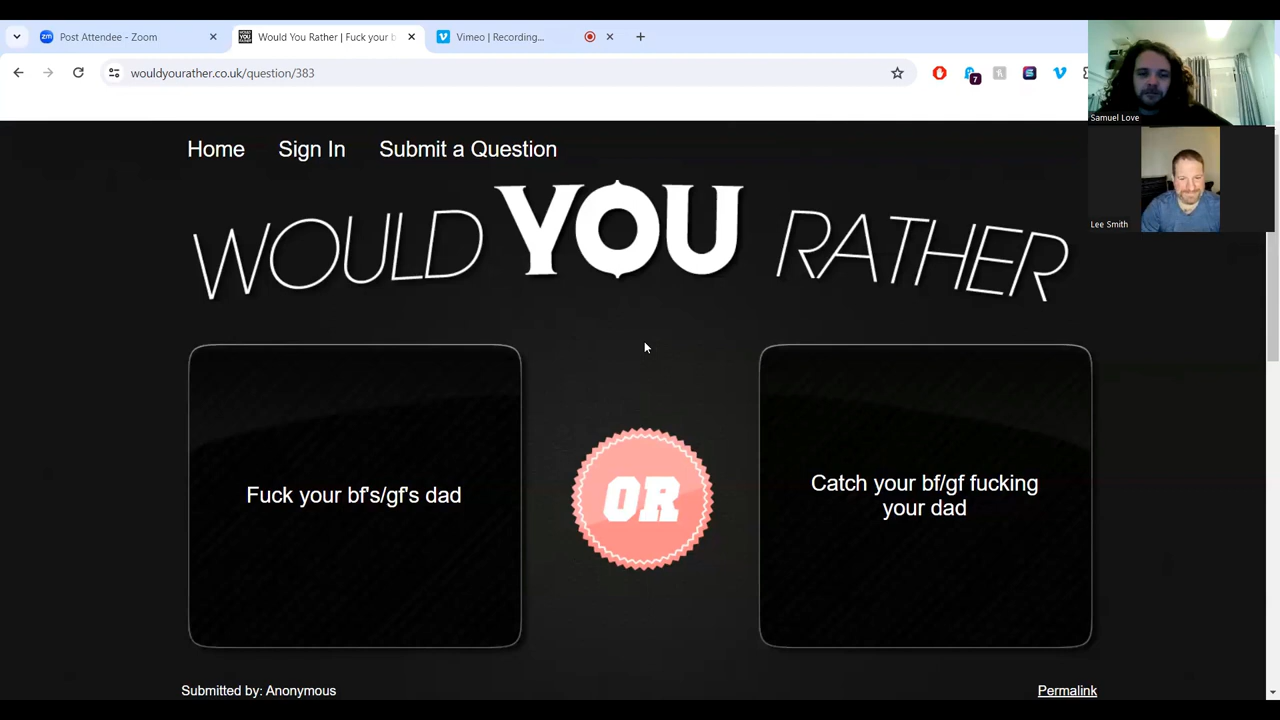 Post Attendee - Zoom
Would You Rather | Fuck your b
Vimeo | Recording...
wouldyourather.co.uk/question/383
7
Samuel Love
Lee Smith
Home
Sign In
Submit a Question
WOULD YOU RATHER
Fuck your bf's/gf's dad
OR
Catch your bf/gf fucking
your dad
Submitted by: Anonymous
Permalink